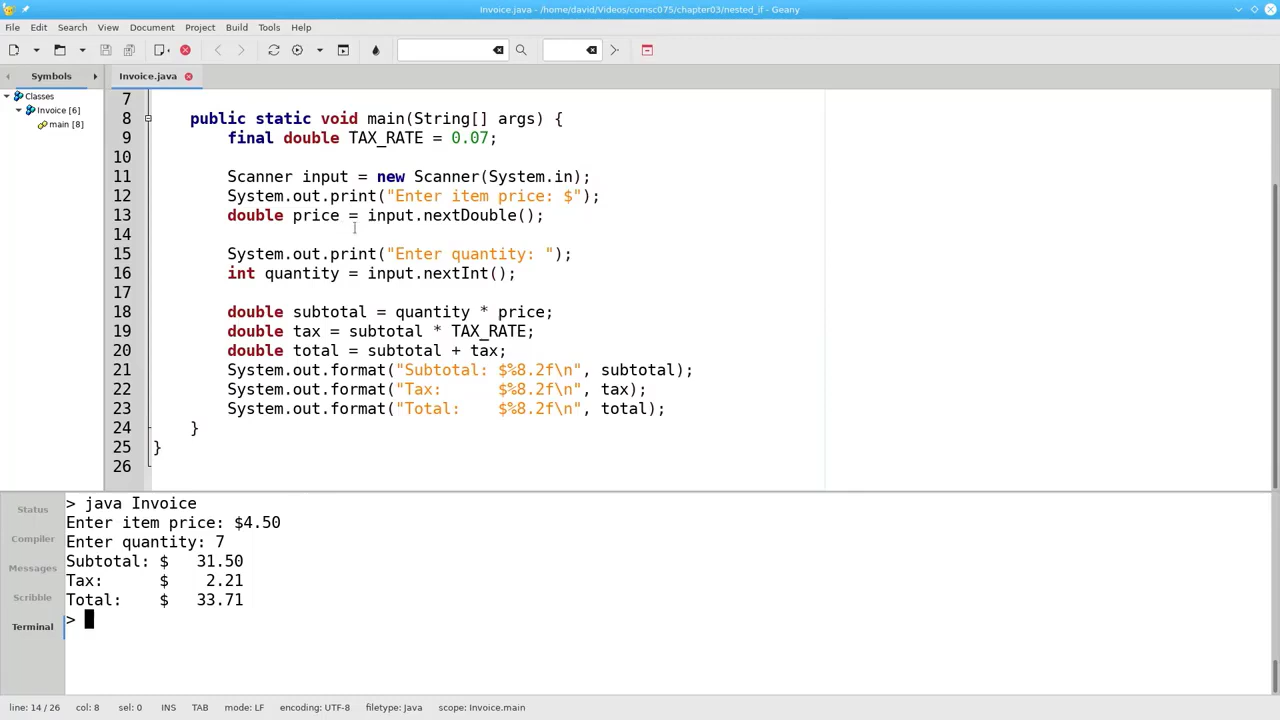 Invoice.java - /home/david/Videos/comsc075/chapter03/nested_if - Geany
File Edit Search View Document Project Build Tools Help
Symbols
Invoice.java
Classes
Invoice [6]
main [8]
7
8 public static void main(String[] args) {
9 final double TAX_RATE = 0.07;
10
11 Scanner input = new Scanner(System.in);
12 System.out.print("Enter item price: $");
13 double price = input.nextDouble();
14
15 System.out.print("Enter quantity: ");
16 int quantity = input.nextInt();
17
18 double subtotal = quantity * price;
19 double tax = subtotal * TAX_RATE;
20 double total = subtotal + tax;
21 System.out.format("Subtotal: $%8.2f\n", subtotal);
22 System.out.format("Tax:      $%8.2f\n", tax);
23 System.out.format("Total:    $%8.2f\n", total);
24 }
25 }
26
Status
Compiler
Messages
Scribble
Terminal
> java Invoice
Enter item price: $4.50
Enter quantity: 7
Subtotal: $   31.50
Tax:      $    2.21
Total:    $   33.71
>
line: 14 / 26 col: 8 sel: 0 INS TAB mode: LF encoding: UTF-8 filetype: Java scope: Invoice.main